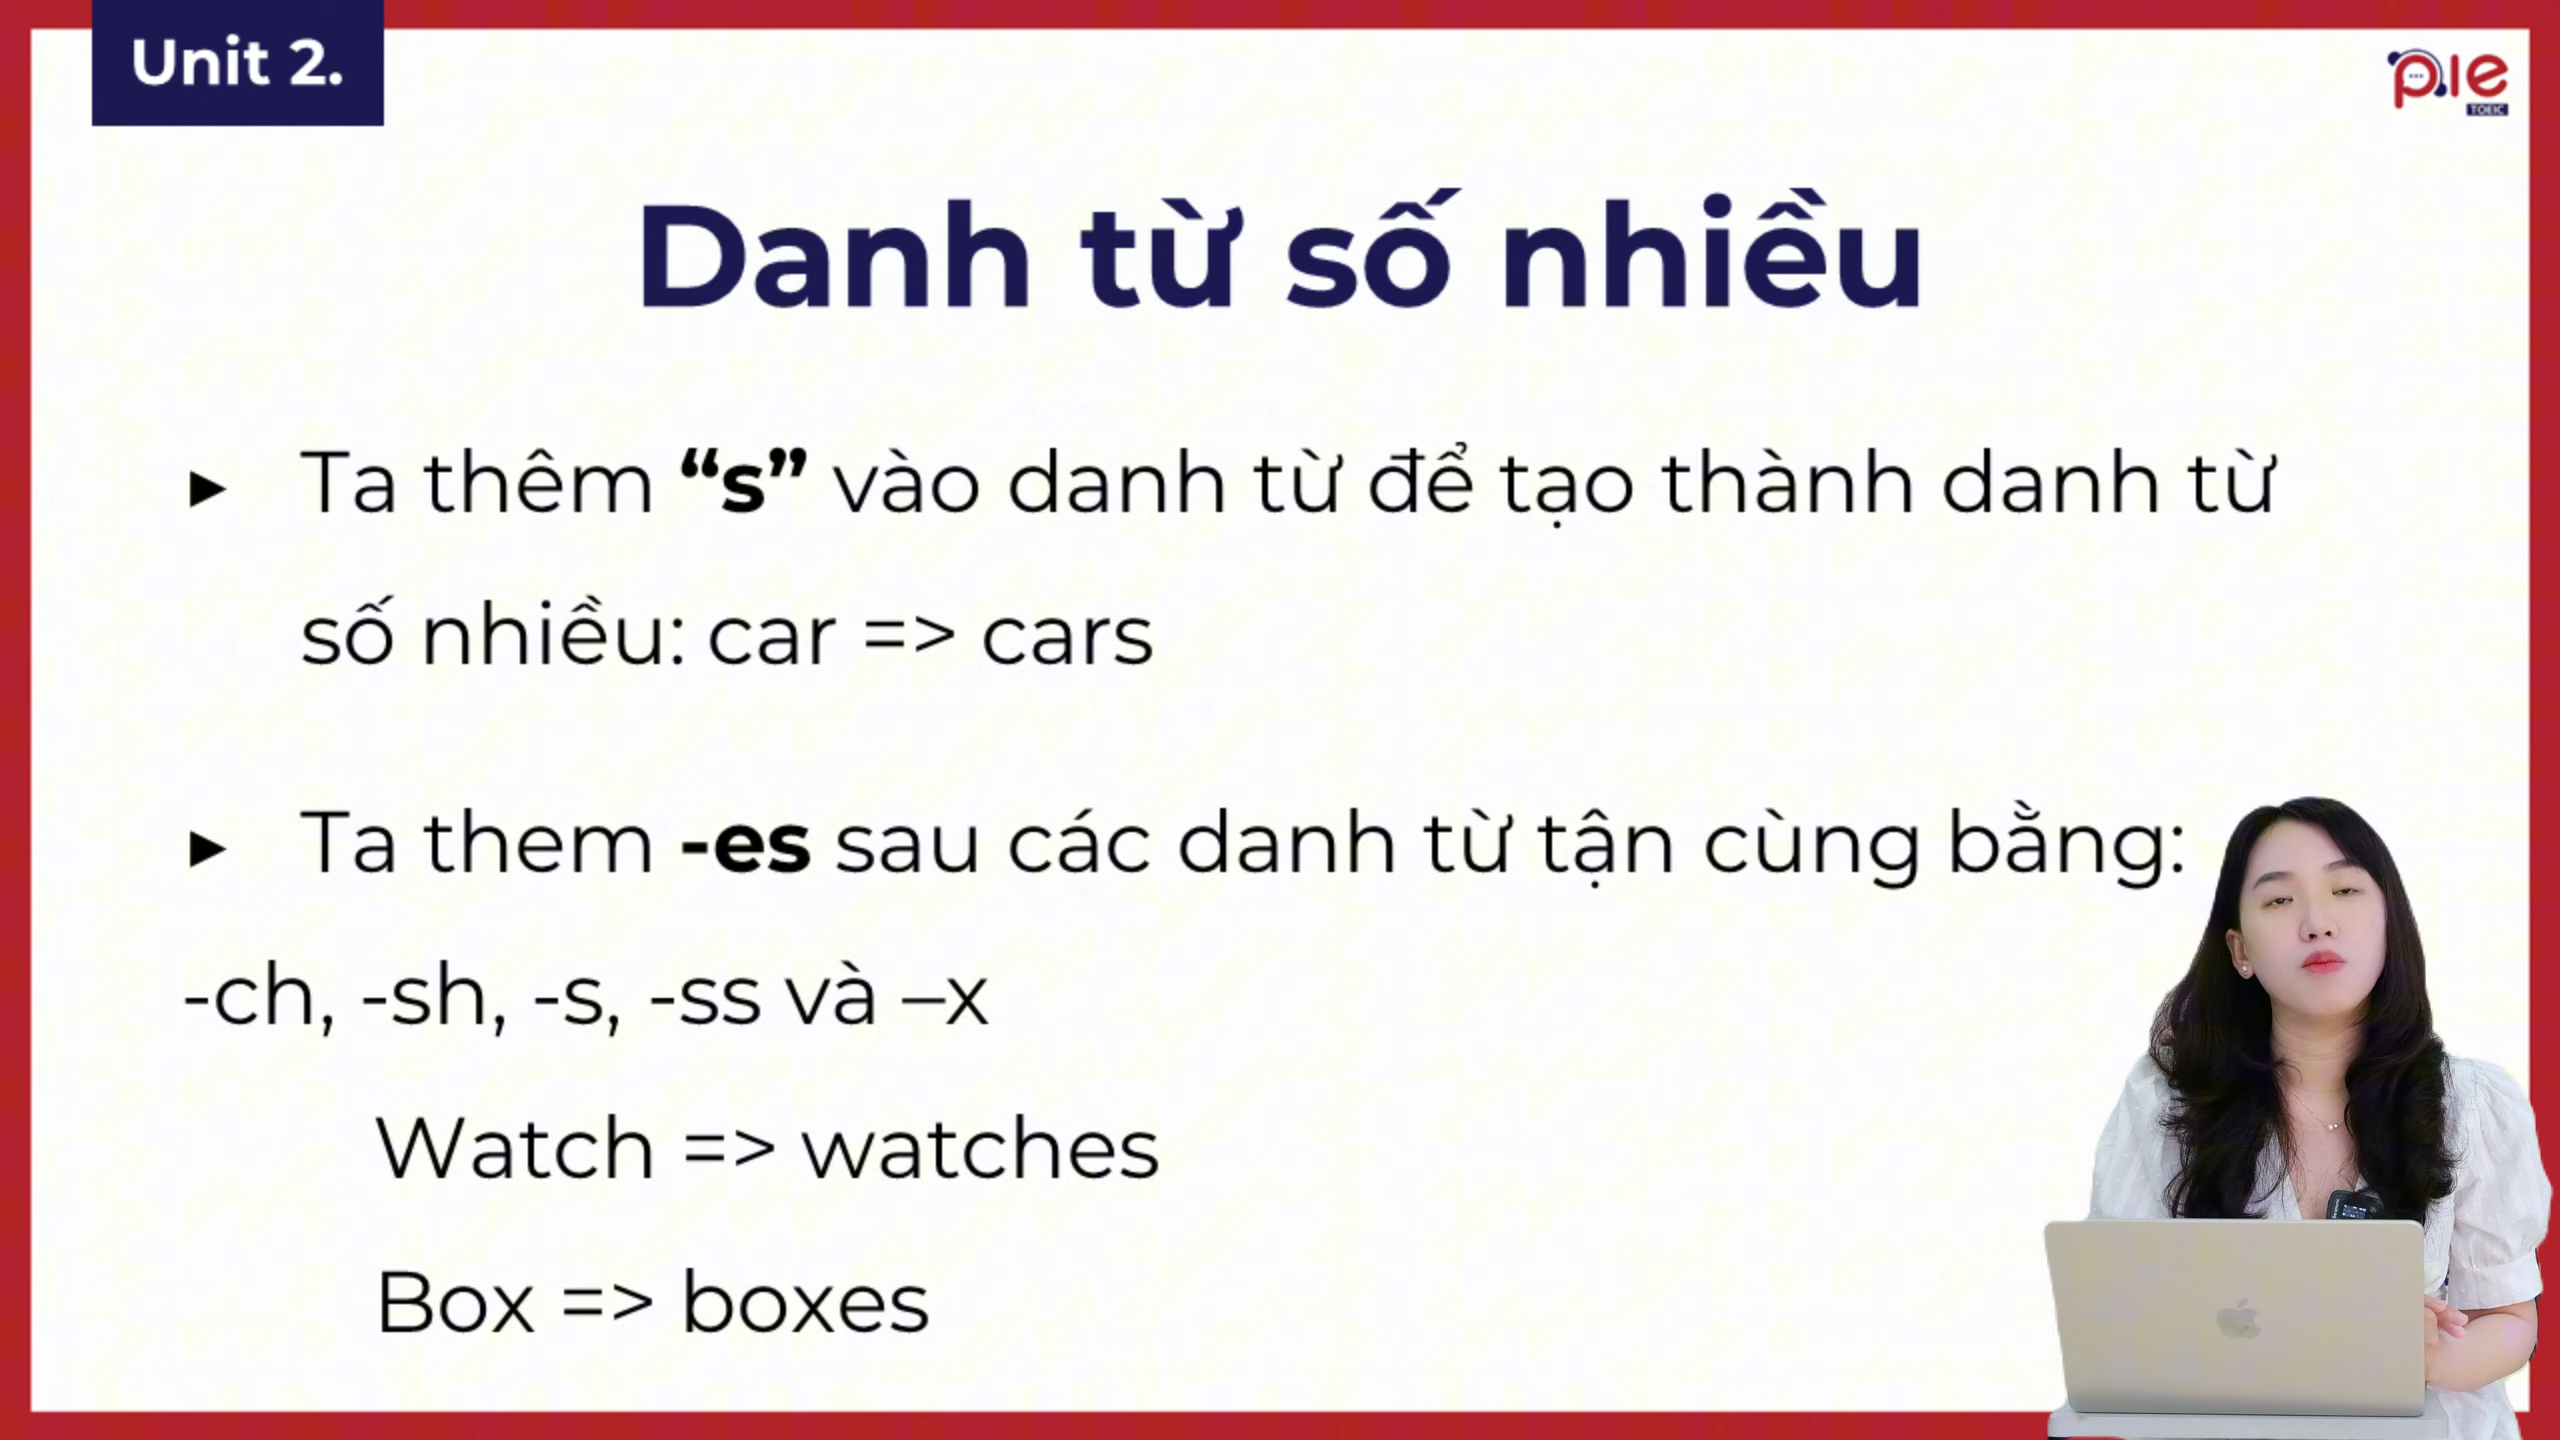 Unit 2.
pie
TOEIC
Danh từ số nhiều
► Ta thêm “s” vào danh từ để tạo thành danh từ
số nhiều: car => cars
► Ta them -es sau các danh từ tận cùng bằng:
-ch, -sh, -s, -ss và –x
Watch => watches
Box => boxes